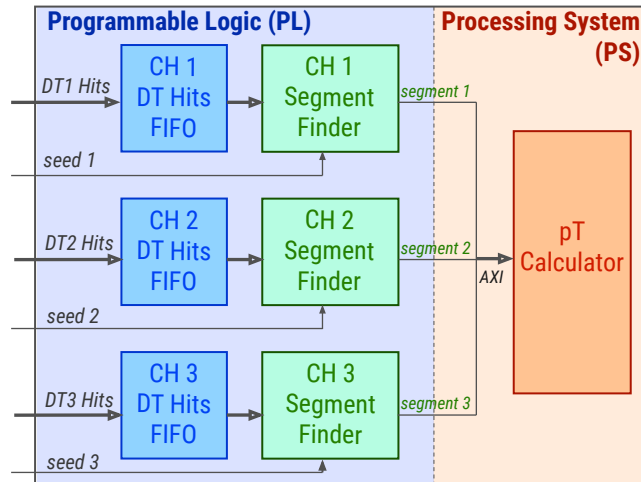 Programmable Logic (PL)
Processing System
(PS)
DT1 Hits
CH 1
DT Hits
FIFO
CH 1
Segment
Finder
segment 1
seed 1
DT2 Hits
CH 2
DT Hits
FIFO
CH 2
Segment
Finder
segment 2
seed 2
AXI
pT
Calculator
DT3 Hits
CH 3
DT Hits
FIFO
CH 3
Segment
Finder
segment 3
seed 3